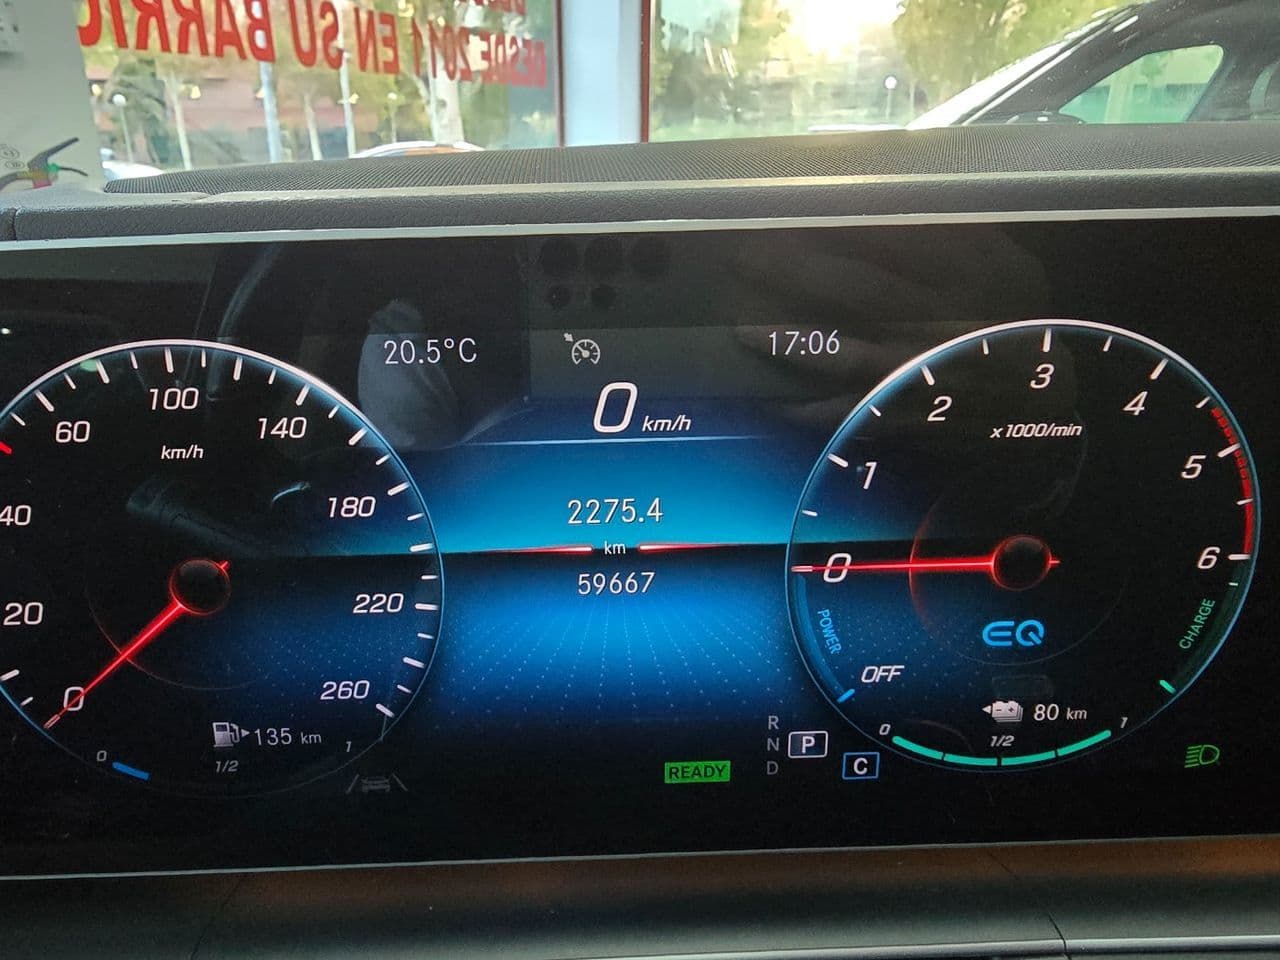 DESDE 2011 EN SU BARRIO
20.5°C
17:06
0 km/h
20
40
60
100
140
180
220
260
0
km/h
2275.4
km
59667
0
1
2
3
4
5
6
x1000/min
POWER
OFF
EQ
CHARGE
135 km
0
1/2
1
READY
R
N
D
P
C
80 km
0
1/2
1